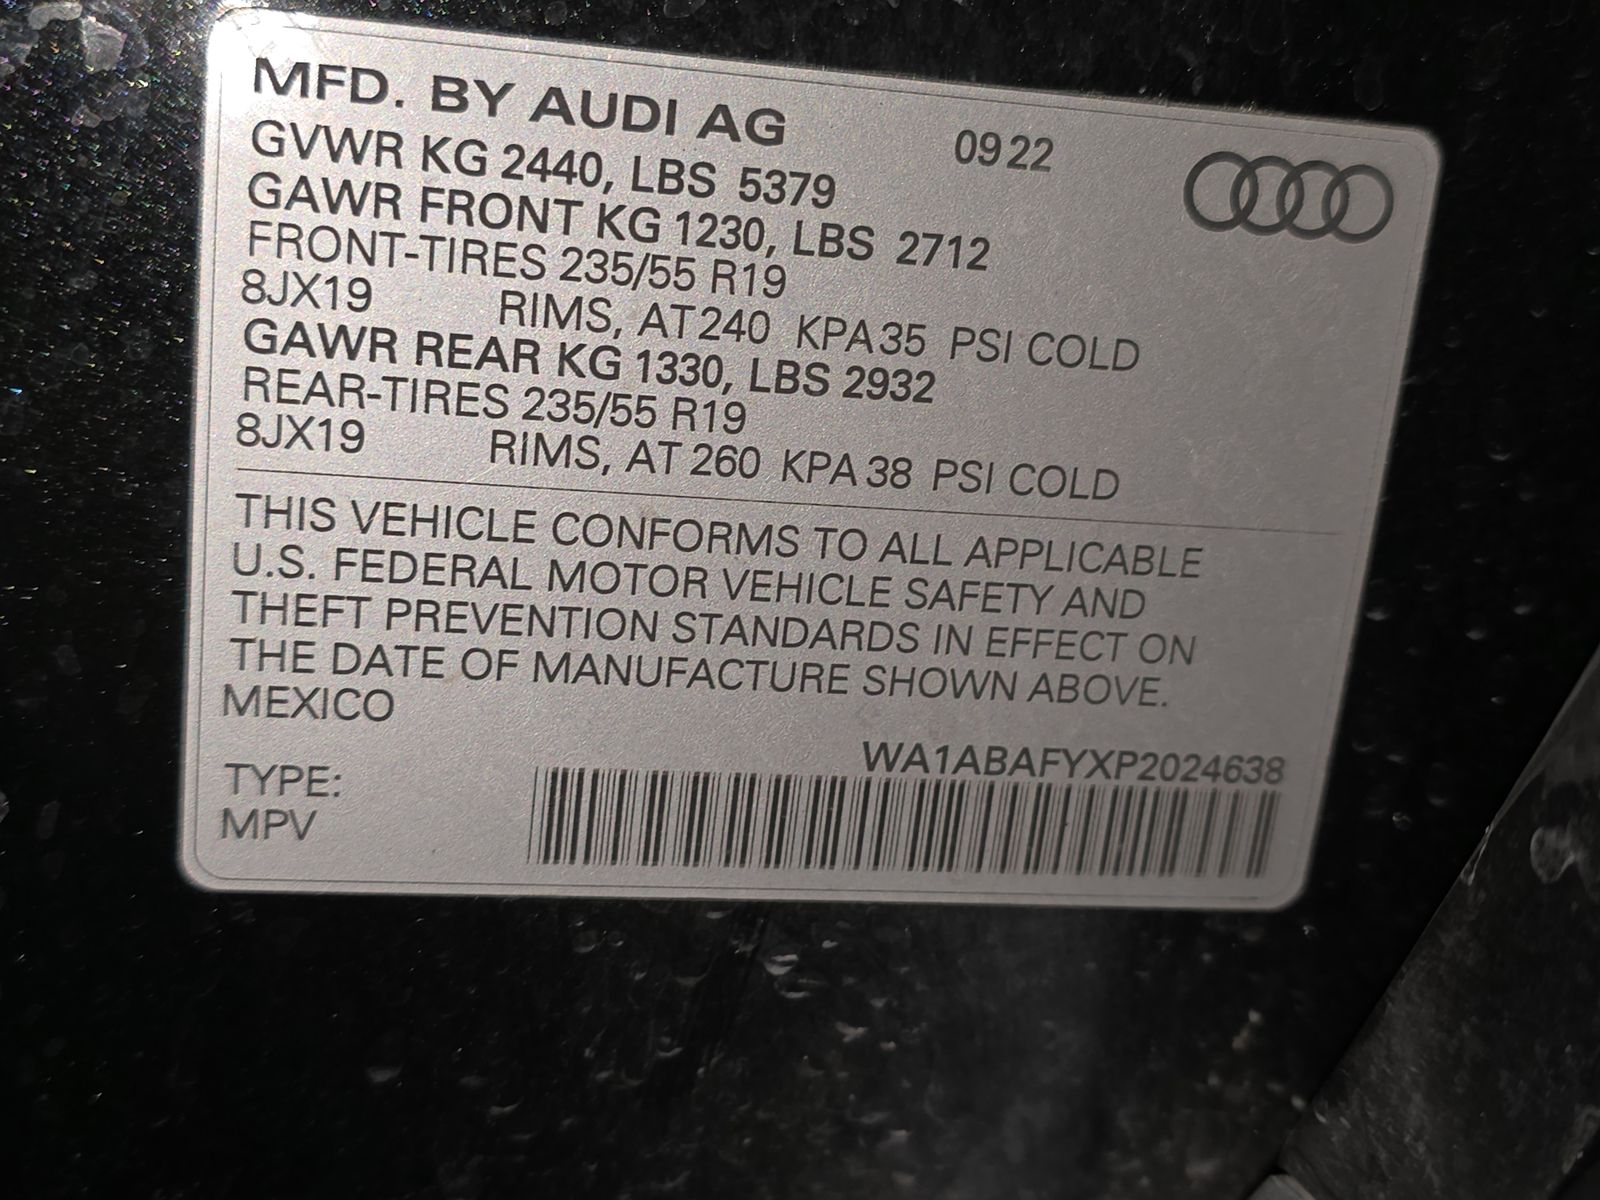 MFD. BY AUDI AG 09 22
GVWR KG 2440, LBS 5379
GAWR FRONT KG 1230, LBS 2712
FRONT-TIRES 235/55 R19
8JX19 RIMS, AT 240 KPA 35 PSI COLD
GAWR REAR KG 1330, LBS 2932
REAR-TIRES 235/55 R19
8JX19 RIMS, AT 260 KPA 38 PSI COLD
THIS VEHICLE CONFORMS TO ALL APPLICABLE
U.S. FEDERAL MOTOR VEHICLE SAFETY AND
THEFT PREVENTION STANDARDS IN EFFECT ON
THE DATE OF MANUFACTURE SHOWN ABOVE.
MEXICO
WA1ABAFYXP2024638
TYPE:
MPV